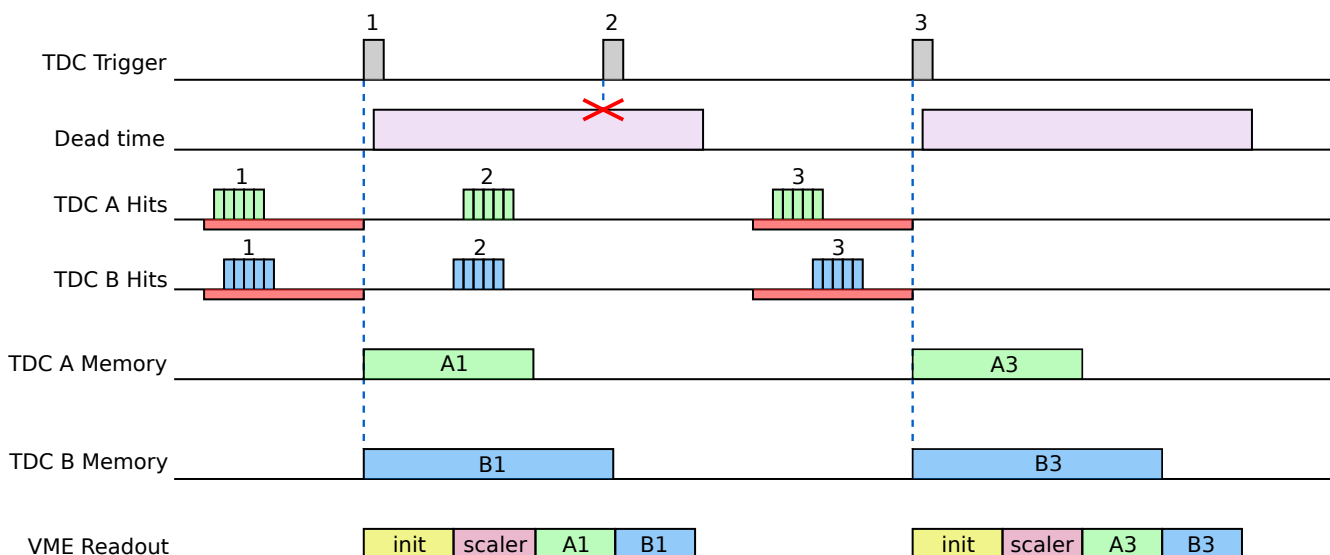 1 2 3
TDC Trigger
Dead time
1 2 3
TDC A Hits
1 2 3
TDC B Hits
TDC A Memory A1 A3
TDC B Memory B1 B3
VME Readout init scaler A1 B1 init scaler A3 B3